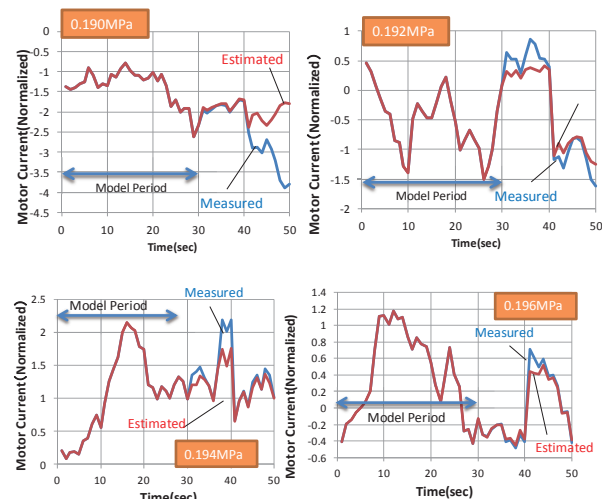 0.190MPa
Motor Current(Normalized)
0
-0.5
-1
-1.5
-2
-2.5
-3
-3.5
-4
-4.5
Estimated
Measured
Model Period
0 10 20 30 40 50
Time(sec)
0.192MPa
Motor Current(Normalized)
1
0.5
0
-0.5
-1
-1.5
-2
Model Period
Measured
0 10 20 30 40 50
Time(sec)
Motor Current(Normalized)
2.5
2
1.5
1
0.5
0
Model Period
Measured
Estimated
0.194MPa
0 10 20 30 40 50
Time(sec)
Motor Current(Normalized)
1.4
1.2
1
0.8
0.6
0.4
0.2
0
-0.2
-0.4
-0.6
0.196MPa
Measured
Model Period
Estimated
0 10 20 30 40 50
Time(sec)